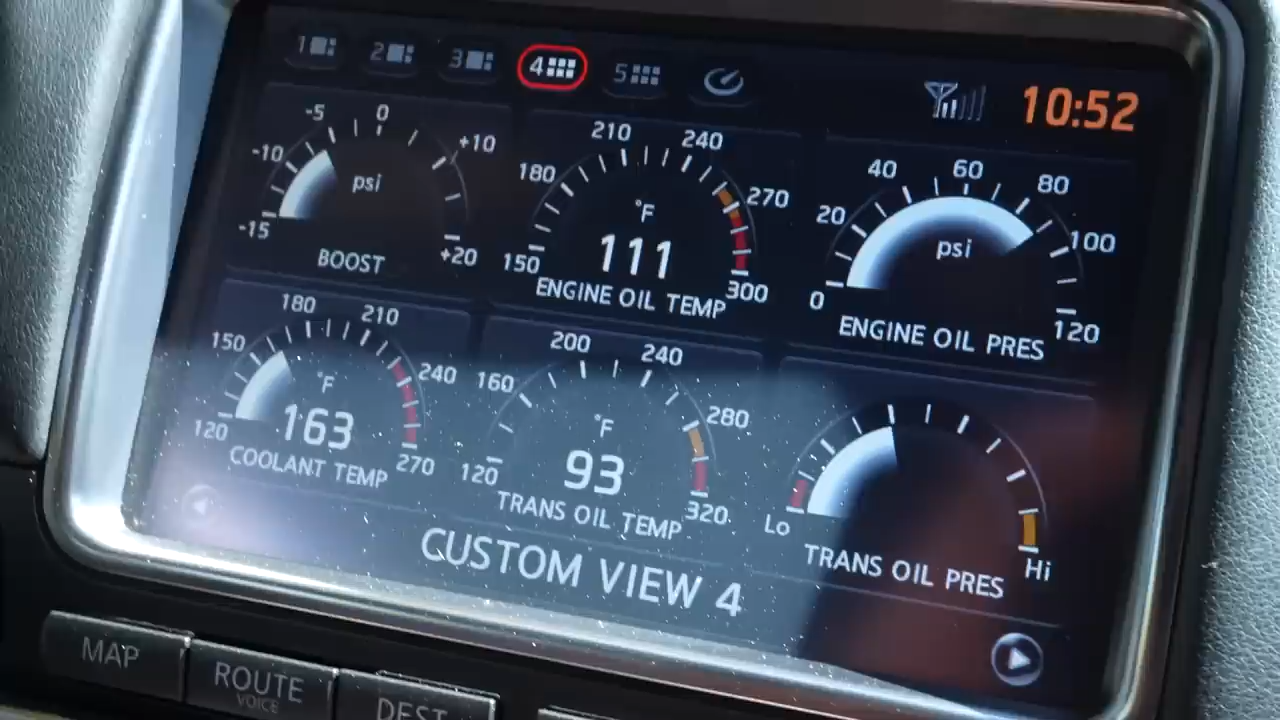 1 2 3 4 5
10:52
-5 0
-10 +10
psi
-15 +20
BOOST
210 240
180 270
°F
111
150 300
ENGINE OIL TEMP
40 60 80
20 100
psi
0 120
ENGINE OIL PRES
180 210
150 240
°F
163
120 270
COOLANT TEMP
200 240
160 280
°F
93
120 320
TRANS OIL TEMP
Lo Hi
TRANS OIL PRES
CUSTOM VIEW 4
MAP
ROUTE
VOICE
DEST